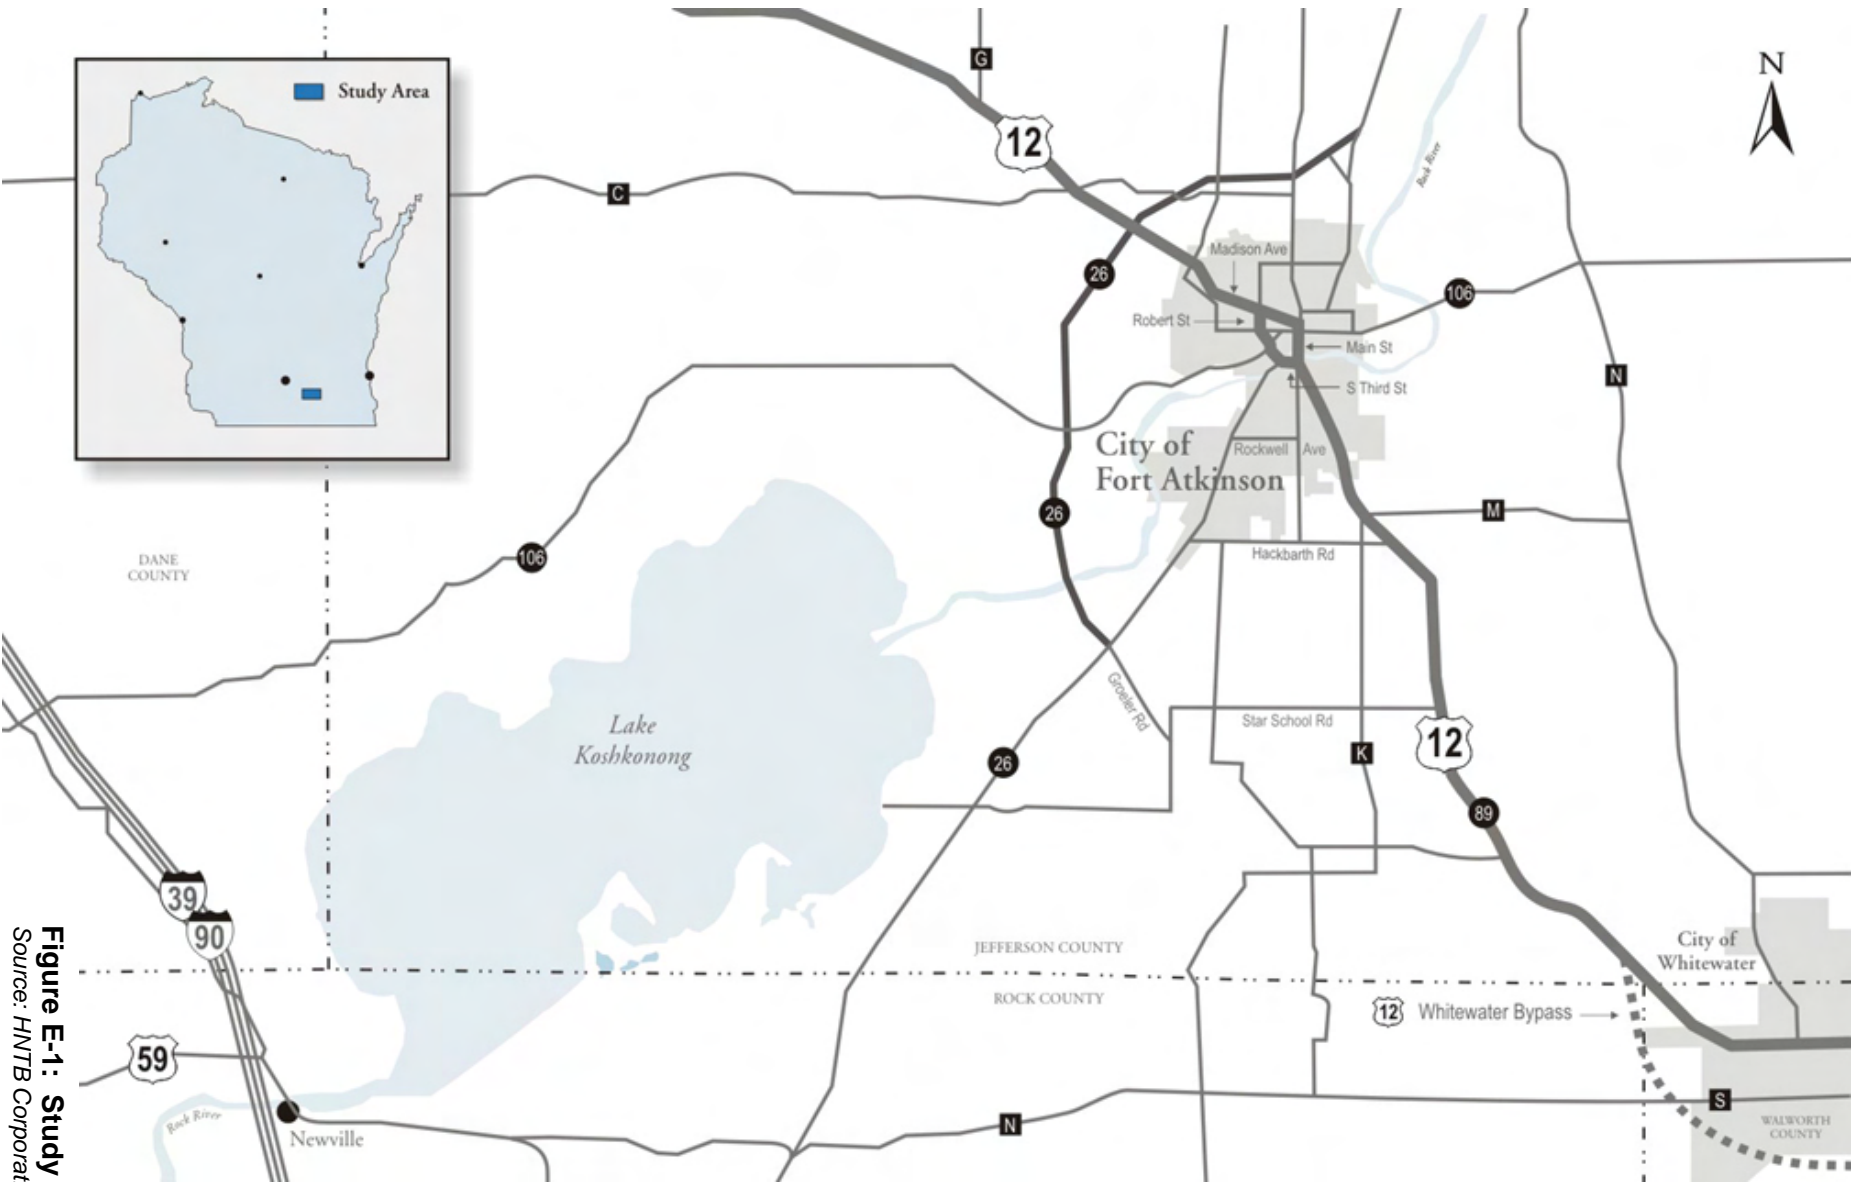 Study Area
N
G
12
C
Rock River
Madison Ave
26
106
Robert St
Main St
N
S Third St
City of
Fort Atkinson
Rockwell Ave
26
M
106
Hackbarth Rd
DANE
COUNTY
Lake
Koshkonong
Groeler Rd
Star School Rd
12
K
26
89
39
90
JEFFERSON COUNTY
ROCK COUNTY
City of
Whitewater
12 Whitewater Bypass
59
Rock River
Newville
N
S
WALWORTH
COUNTY
Figure E-1: Study
Source: HNTB Corporat